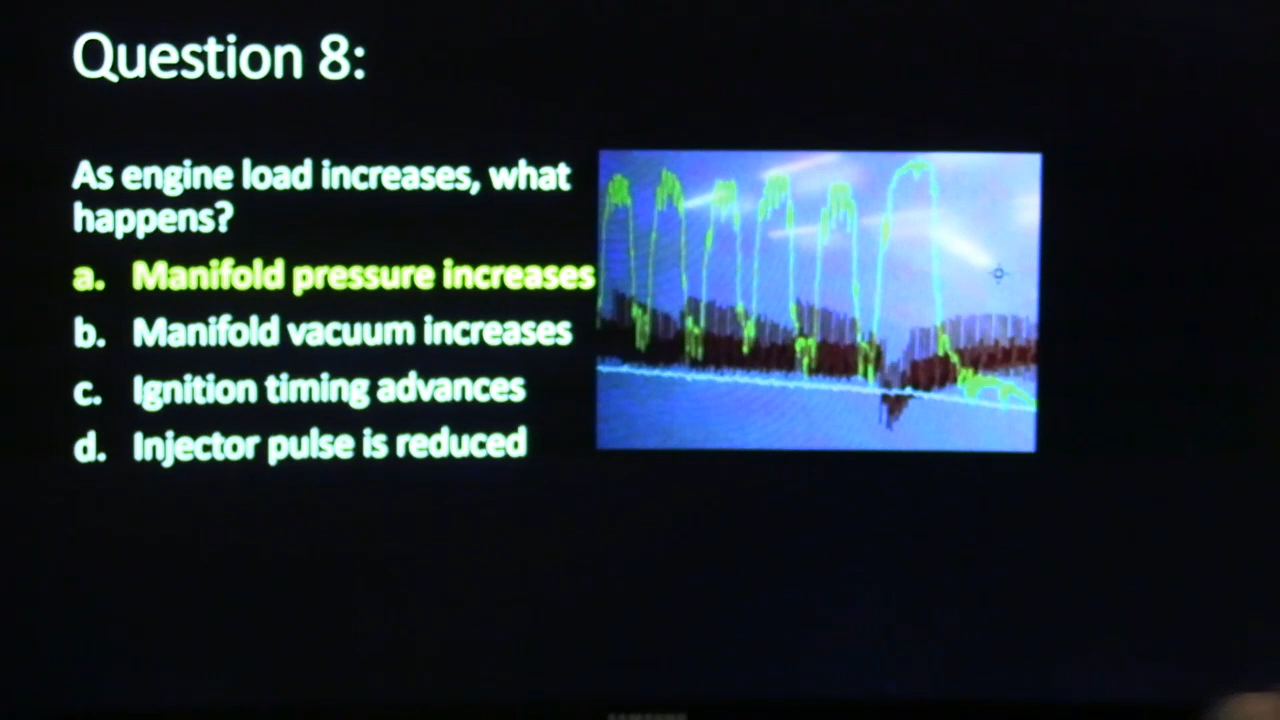 Question 8:
As engine load increases, what
happens?
a. Manifold pressure increases
b. Manifold vacuum increases
c. Ignition timing advances
d. Injector pulse is reduced